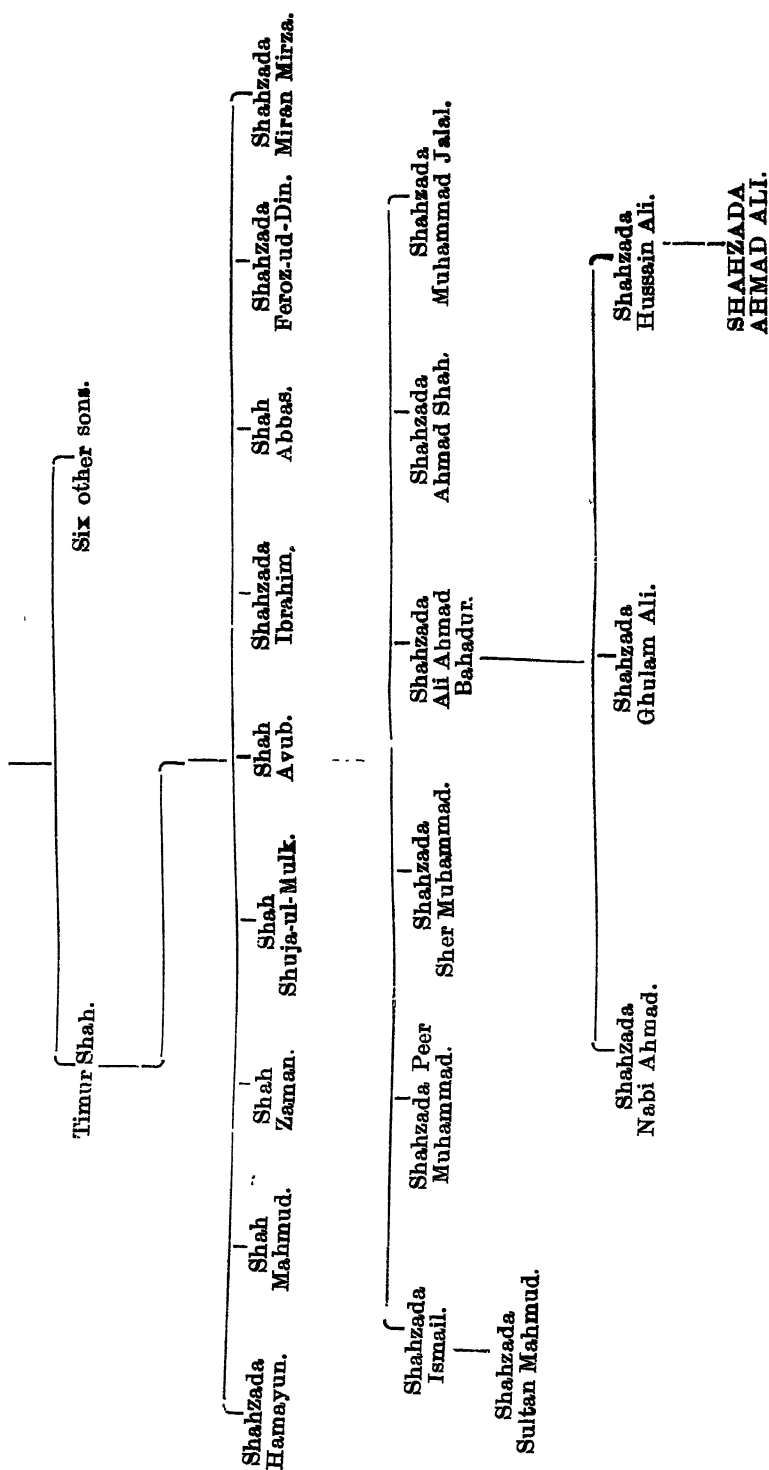 Timur Shah.
Six other sons.
Shahzada
Hamayun.
Shah
Mahmud.
Shah
Zaman.
Shah
Shuja-ul-Mulk.
Shah
Avub.
Shahzada
Ibrahim,
Shah
Abbas.
Shahzada
Feroz-ud-Din.
Shahzada
Miran Mirza.
Shahzada
Ismail.
Shahzada Peer
Muhammad.
Shahzada
Sher Muhammad.
Shahzada
Ali Ahmad
Bahadur.
Shahzada
Ahmad Shah.
Shahzada
Muhammad Jalal.
Shahzada
Sultan Mahmud.
Shahzada
Nabi Ahmad.
Shahzada
Ghulam Ali.
Shahzada
Hussain Ali.
SHAHZADA
AHMAD ALI.